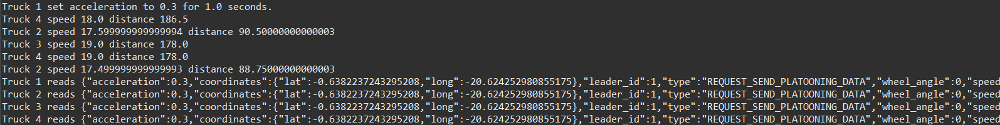 Truck 1 set acceleration to 0.3 for 1.0 seconds.
Truck 4 speed 18.0 distance 186.5
Truck 2 speed 17.599999999999994 distance 90.50000000000003
Truck 3 speed 19.0 distance 178.0
Truck 4 speed 19.0 distance 178.0
Truck 2 speed 17.499999999999993 distance 88.75000000000003
Truck 1 reads {"acceleration":0.3,"coordinates":{"lat":-0.6382237243295208,"long":-20.624252980855175},"leader_id":1,"type":"REQUEST_SEND_PLATOONING_DATA","wheel_angle":0,"speed
Truck 2 reads {"acceleration":0.3,"coordinates":{"lat":-0.6382237243295208,"long":-20.624252980855175},"leader_id":1,"type":"REQUEST_SEND_PLATOONING_DATA","wheel_angle":0,"speed
Truck 3 reads {"acceleration":0.3,"coordinates":{"lat":-0.6382237243295208,"long":-20.624252980855175},"leader_id":1,"type":"REQUEST_SEND_PLATOONING_DATA","wheel_angle":0,"speed
Truck 4 reads {"acceleration":0.3,"coordinates":{"lat":-0.6382237243295208,"long":-20.624252980855175},"leader_id":1,"type":"REQUEST_SEND_PLATOONING_DATA","wheel_angle":0,"speed